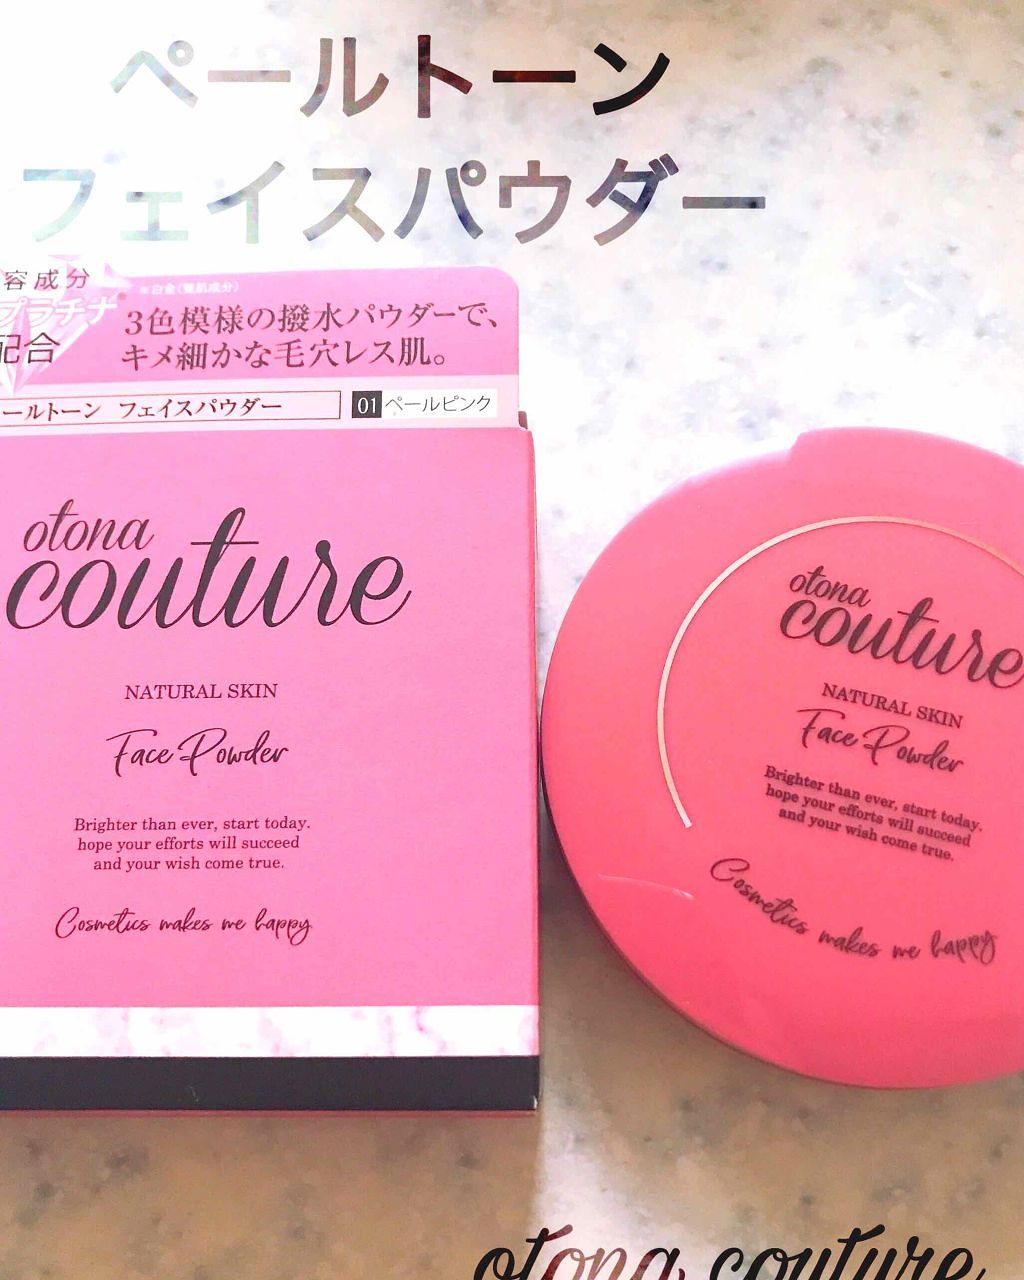 ペールトーン
フェイスパウダー
容成分
プラチナ
配合
※白金(整肌成分)
3色模様の撥水パウダーで、
キメ細かな毛穴レス肌。
ールトーン フェイスパウダー
01 ペールピンク
otona
couture
NATURAL SKIN
Face Powder
Brighter than ever, start today.
hope your efforts will succeed
and your wish come true.
Cosmetics makes me happy
otona
couture
NATURAL SKIN
Face Powder
Brighter than ever, start today.
hope your efforts will succeed
and your wish come true.
Cosmetics makes me happy
otona couture